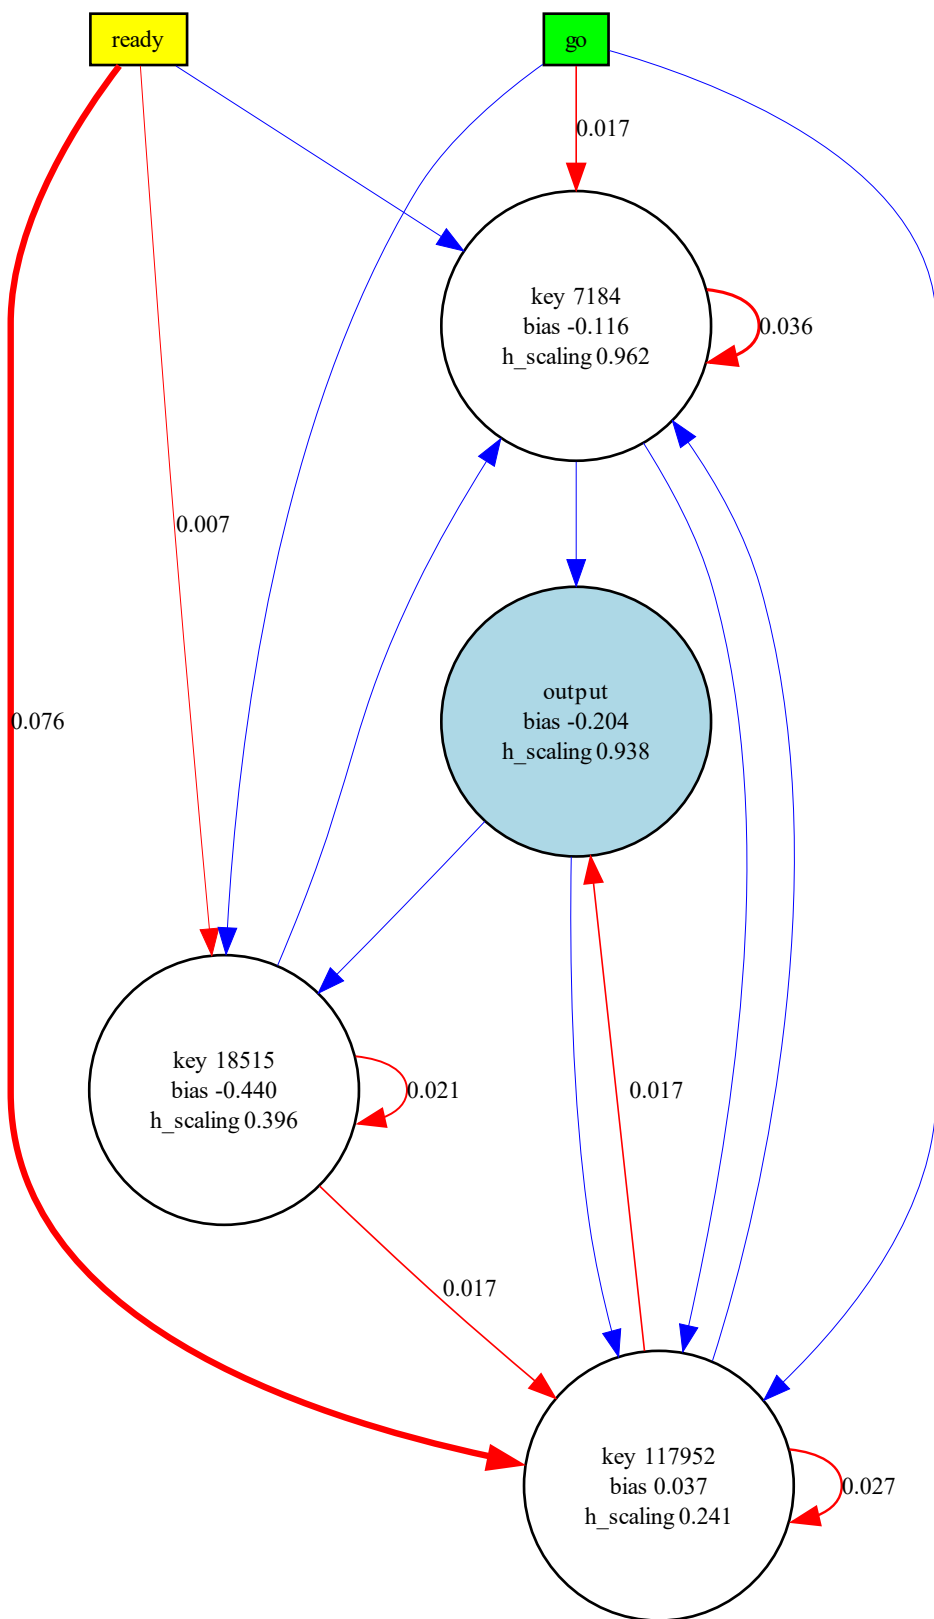 ready
go
0.017
key 7184
bias -0.116
h_scaling 0.962
0.036
0.007
0.076
output
bias -0.204
h_scaling 0.938
key 18515
bias -0.440
h_scaling 0.396
0.021
0.017
0.017
key 117952
bias 0.037
h_scaling 0.241
0.027